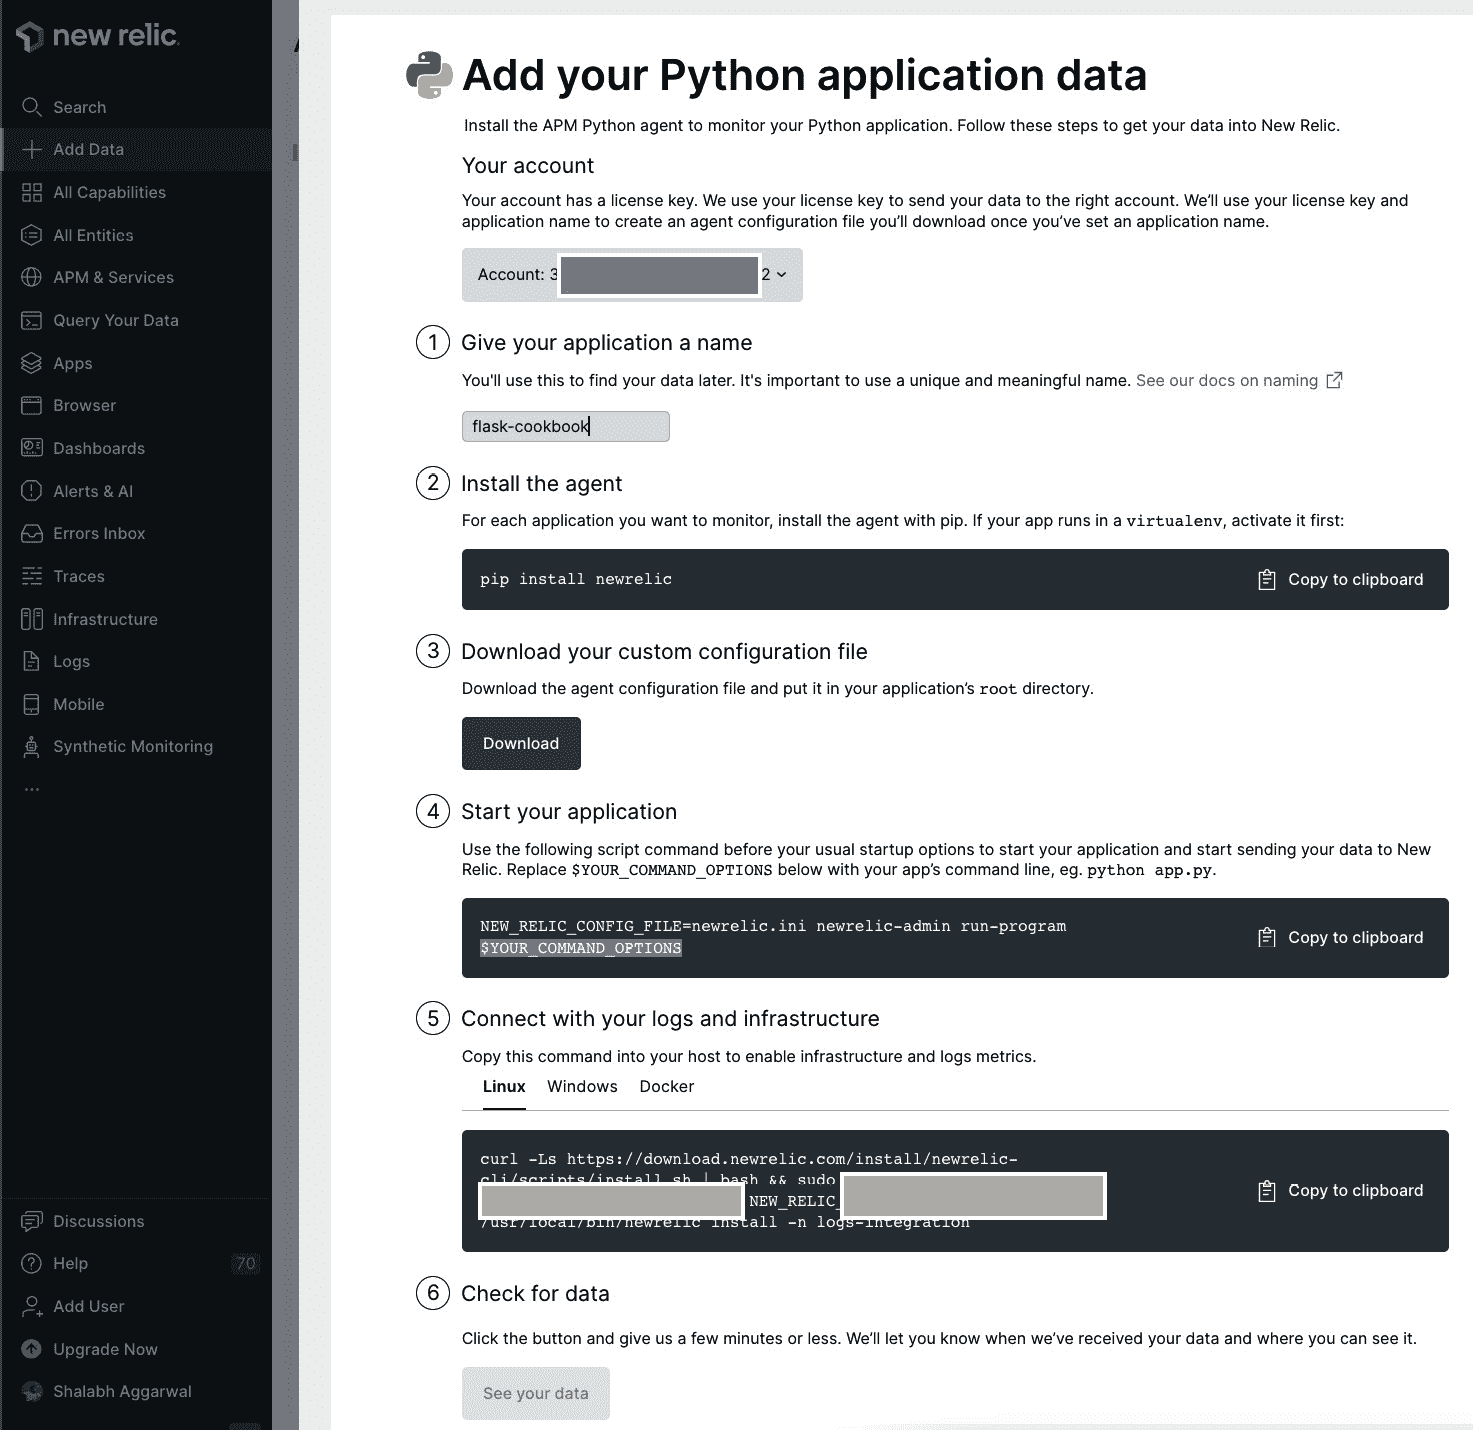 new relic.
Search
Add Data
All Capabilities
All Entities
APM & Services
Query Your Data
Apps
Browser
Dashboards
Alerts & AI
Errors Inbox
Traces
Infrastructure
Logs
Mobile
Synthetic Monitoring
...
Discussions
Help 70
Add User
Upgrade Now
Shalabh Aggarwal
Add your Python application data
Install the APM Python agent to monitor your Python application. Follow these steps to get your data into New Relic.
Your account
Your account has a license key. We use your license key to send your data to the right account. We’ll use your license key and
application name to create an agent configuration file you’ll download once you’ve set an application name.
Account: 3 2
1 Give your application a name
You'll use this to find your data later. It's important to use a unique and meaningful name. See our docs on naming
flask-cookbook
2 Install the agent
For each application you want to monitor, install the agent with pip. If your app runs in a virtualenv, activate it first:
pip install newrelic Copy to clipboard
3 Download your custom configuration file
Download the agent configuration file and put it in your application’s root directory.
Download
4 Start your application
Use the following script command before your usual startup options to start your application and start sending your data to New
Relic. Replace $YOUR_COMMAND_OPTIONS below with your app’s command line, eg. python app.py.
NEW_RELIC_CONFIG_FILE=newrelic.ini newrelic-admin run-program
$YOUR_COMMAND_OPTIONS
Copy to clipboard
5 Connect with your logs and infrastructure
Copy this command into your host to enable infrastructure and logs metrics.
Linux Windows Docker
curl -Ls https://download.newrelic.com/install/newrelic-
cli/scripts/install.sh | bash && sudo
NEW_RELIC_
/usr/local/bin/newrelic install -n logs-integration
Copy to clipboard
6 Check for data
Click the button and give us a few minutes or less. We’ll let you know when we’ve received your data and where you can see it.
See your data